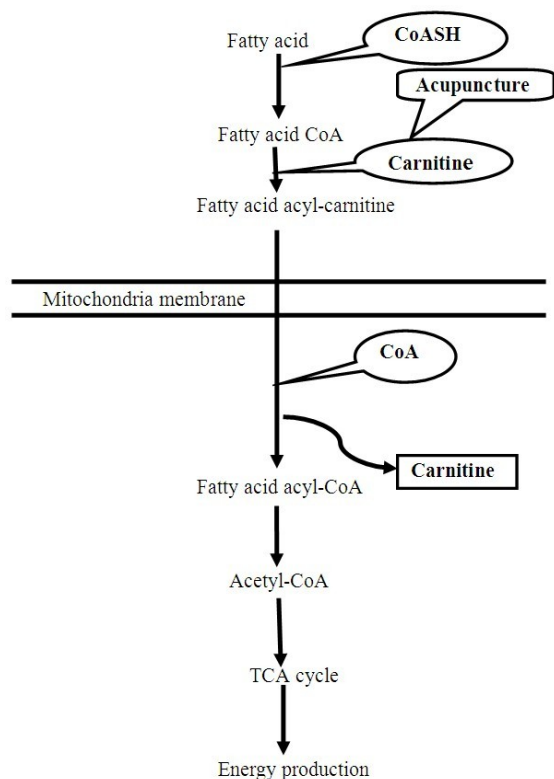 Fatty acid
CoASH
Acupuncture
Fatty acid CoA
Carnitine
Fatty acid acyl-carnitine
Mitochondria membrane
CoA
Carnitine
Fatty acid acyl-CoA
Acetyl-CoA
TCA cycle
Energy production